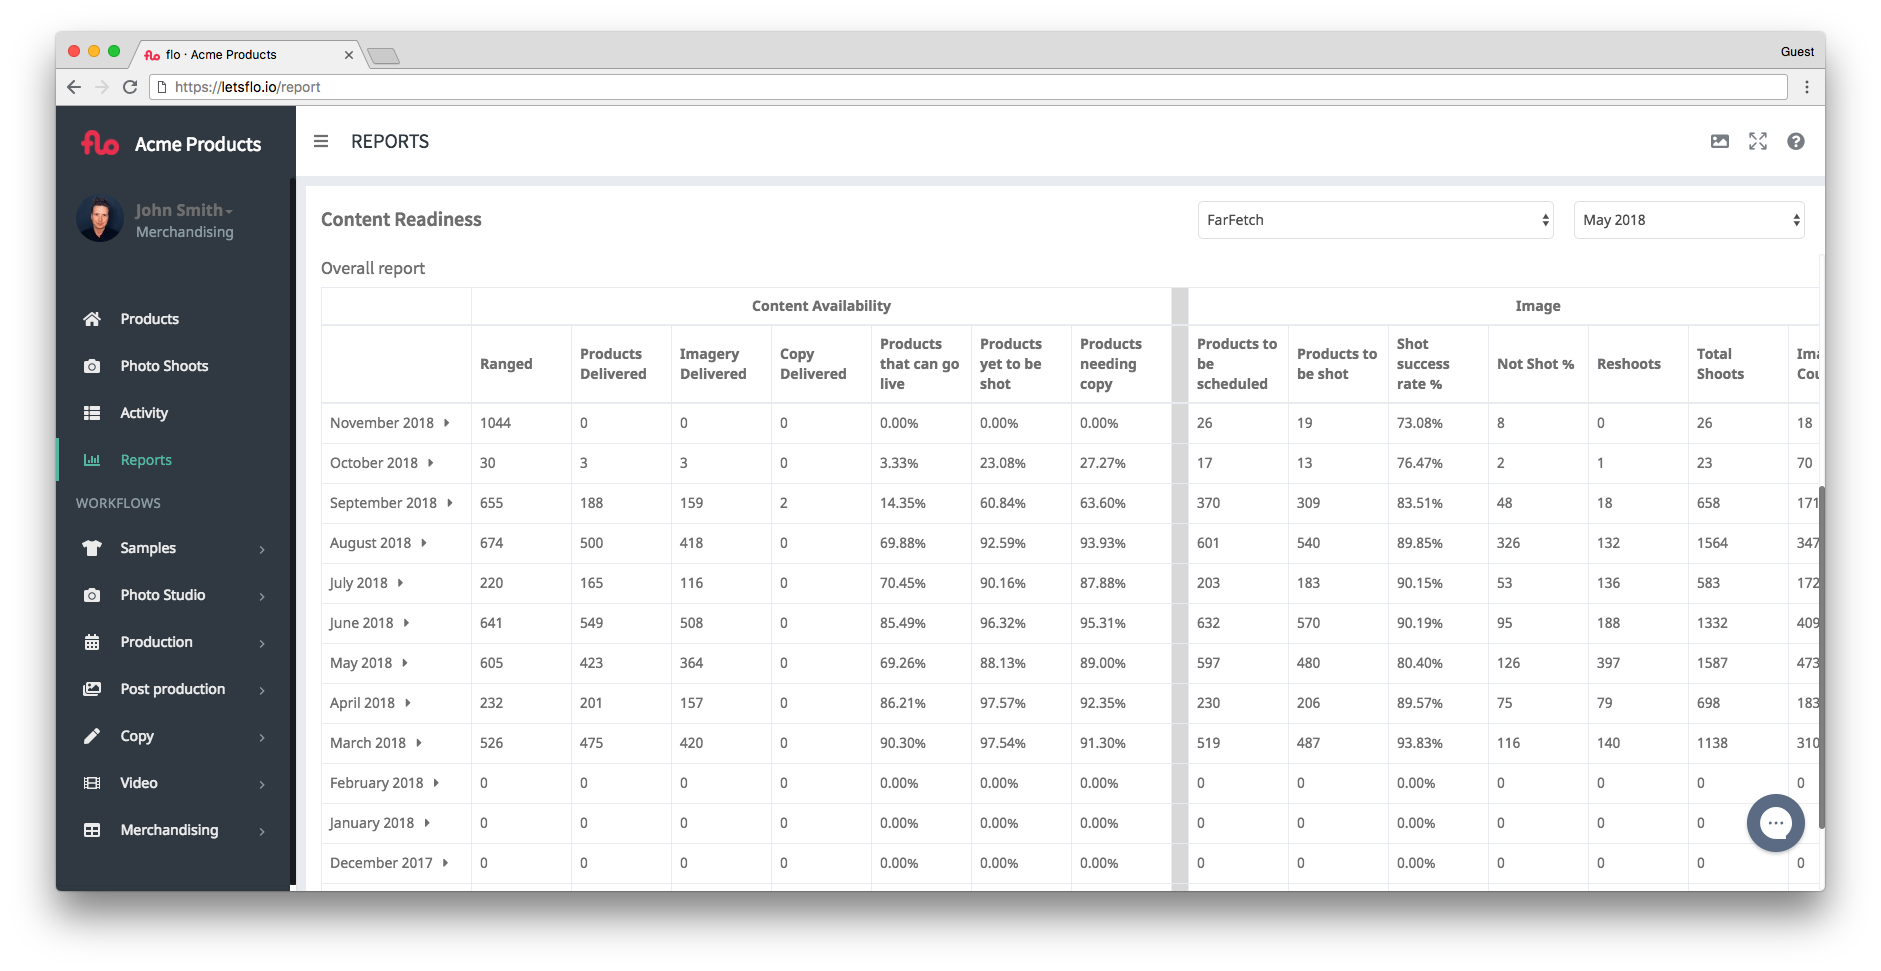 flo · Acme Products
Guest
https://letsflo.io/report
flo Acme Products
REPORTS
John Smith
Merchandising
Products
Photo Shoots
Activity
Reports
WORKFLOWS
Samples
Photo Studio
Production
Post production
Copy
Video
Merchandising
Content Readiness
FarFetch
May 2018
Overall report
Content Availability Image
Ranged Products Delivered Imagery Delivered Copy Delivered Products that can go live Products yet to be shot Products needing copy Products to be scheduled Products to be shot Shot success rate % Not Shot % Reshoots Total Shoots
November 2018 1044 0 0 0 0.00% 0.00% 0.00% 26 19 73.08% 8 0 26 18
October 2018 30 3 3 0 3.33% 23.08% 27.27% 17 13 76.47% 2 1 23 70
September 2018 655 188 159 2 14.35% 60.84% 63.60% 370 309 83.51% 48 18 658 171
August 2018 674 500 418 0 69.88% 92.59% 93.93% 601 540 89.85% 326 132 1564 347
July 2018 220 165 116 0 70.45% 90.16% 87.88% 203 183 90.15% 53 136 583 172
June 2018 641 549 508 0 85.49% 96.32% 95.31% 632 570 90.19% 95 188 1332 409
May 2018 605 423 364 0 69.26% 88.13% 89.00% 597 480 80.40% 126 397 1587 473
April 2018 232 201 157 0 86.21% 97.57% 92.35% 230 206 89.57% 75 79 698 183
March 2018 526 475 420 0 90.30% 97.54% 91.30% 519 487 93.83% 116 140 1138 310
February 2018 0 0 0 0 0.00% 0.00% 0.00% 0 0 0.00% 0 0 0 0
January 2018 0 0 0 0 0.00% 0.00% 0.00% 0 0 0.00% 0 0 0 0
December 2017 0 0 0 0 0.00% 0.00% 0.00% 0 0 0.00% 0 0 0 0